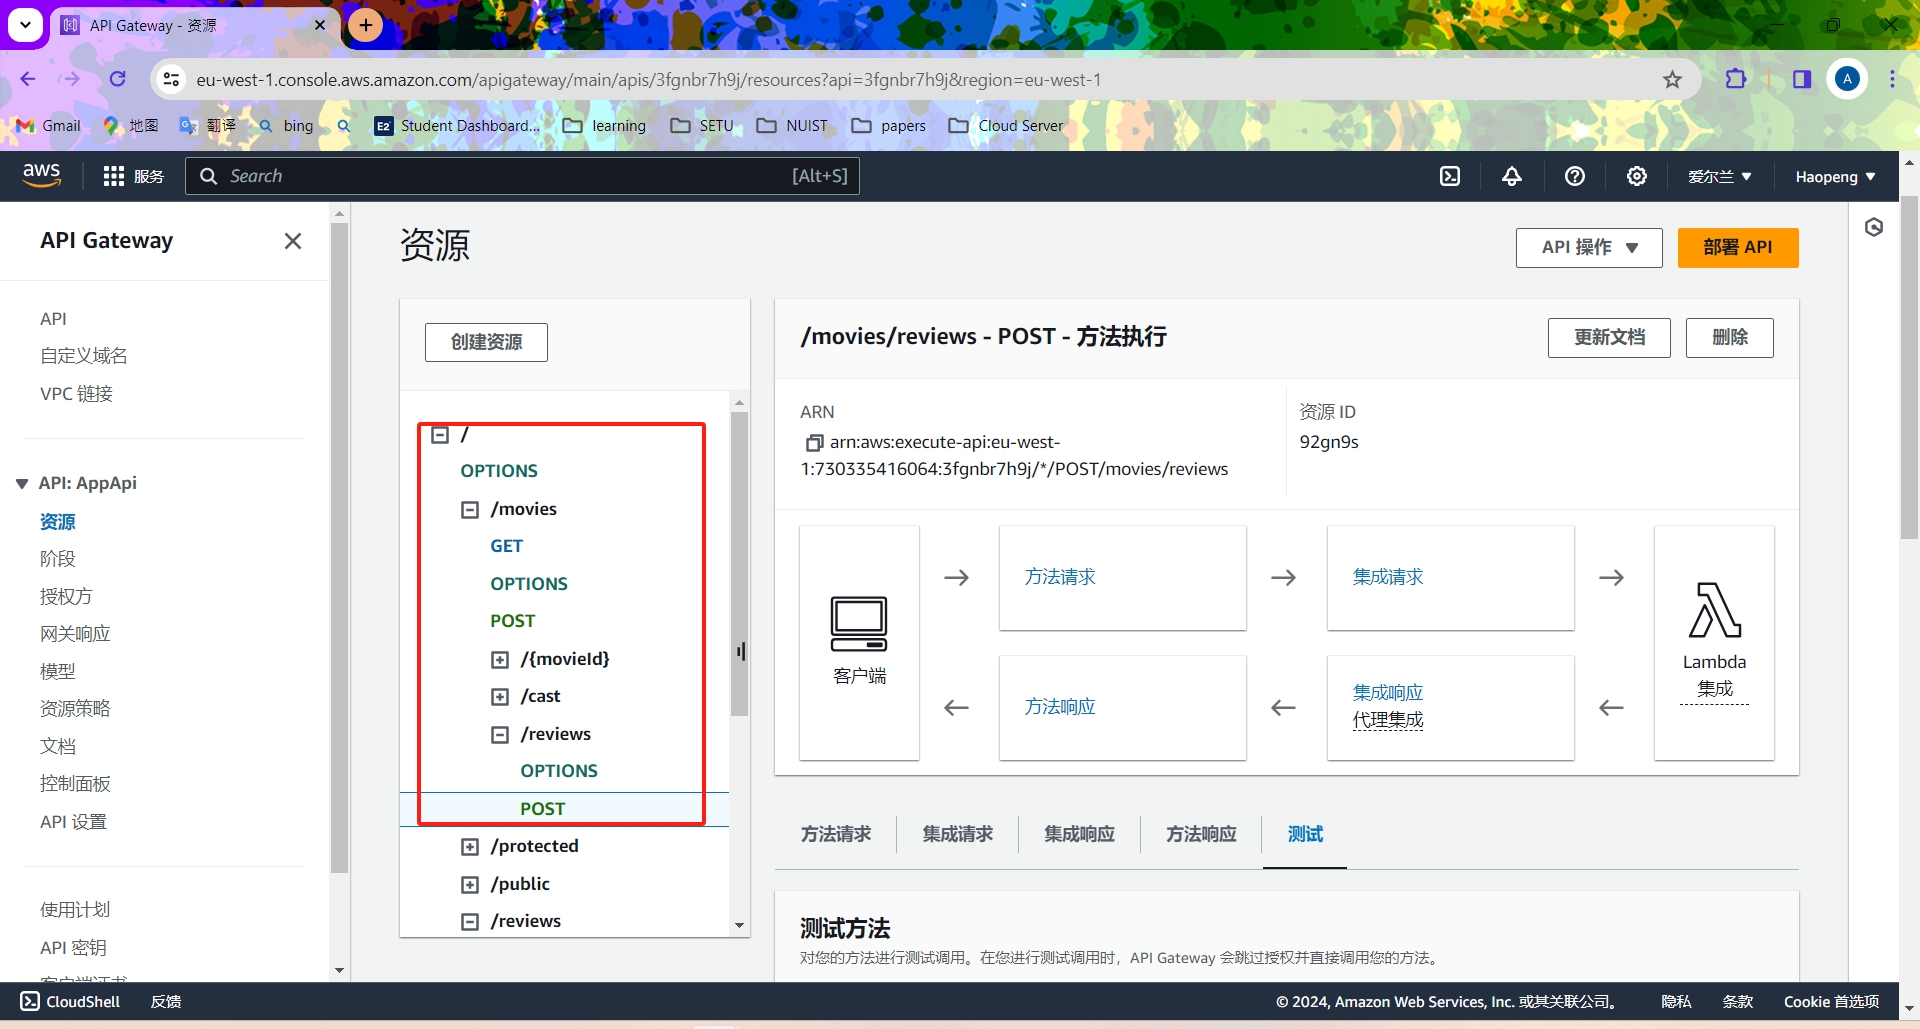 API Gateway - 资源
eu-west-1.console.aws.amazon.com/apigateway/main/apis/3fgnbr7h9j/resources?api=3fgnbr7h9j&region=eu-west-1
A
Gmail
地图
翻译
bing
E2 Student Dashboard...
learning
SETU
NUIST
papers
Cloud Server
aws
服务
Search
[Alt+S]
爱尔兰
Haopeng
API Gateway
API
自定义域名
VPC 链接
API: AppApi
资源
阶段
授权方
网关响应
模型
资源策略
文档
控制面板
API 设置
使用计划
API 密钥
客户端证书
资源
API 操作
部署 API
创建资源
/
OPTIONS
/movies
GET
OPTIONS
POST
/{movieId}
/cast
/reviews
OPTIONS
POST
/protected
/public
/reviews
/movies/reviews - POST - 方法执行
更新文档
删除
ARN
arn:aws:execute-api:eu-west-
1:730335416064:3fgnbr7h9j/*/POST/movies/reviews
资源 ID
92gn9s
客户端
方法请求
集成请求
Lambda
集成
方法响应
集成响应
代理集成
方法请求
集成请求
集成响应
方法响应
测试
测试方法
对您的方法进行测试调用。在您进行测试调用时，API Gateway 会跳过授权并直接调用您的方法。
CloudShell
反馈
© 2024, Amazon Web Services, Inc. 或其关联公司。
隐私
条款
Cookie 首选项